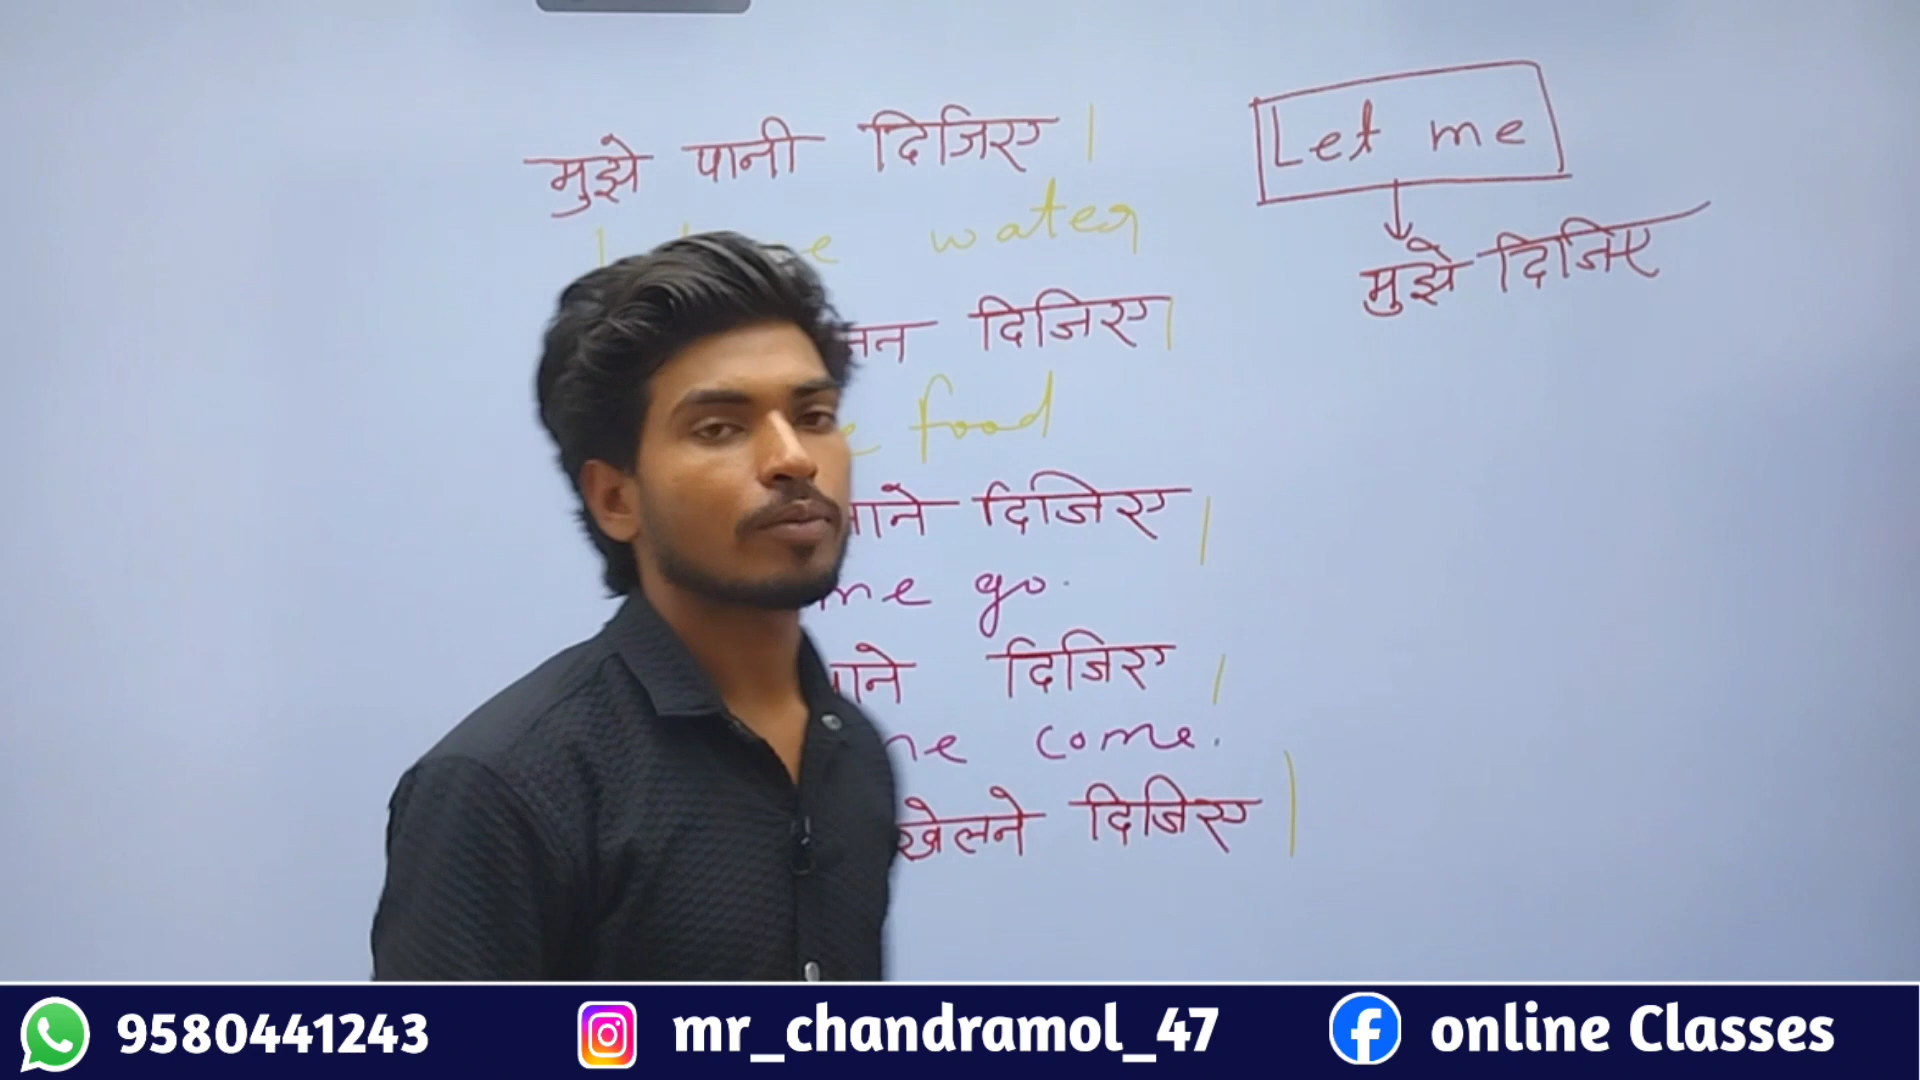 मुझे पानी दिजिए।
water
दिजिए।
food
दिजिए।
me go.
दिजिए।
come.
खेलने दिजिए।
Let me
मुझे दिजिए
9580441243
mr_chandramol_47
online Classes